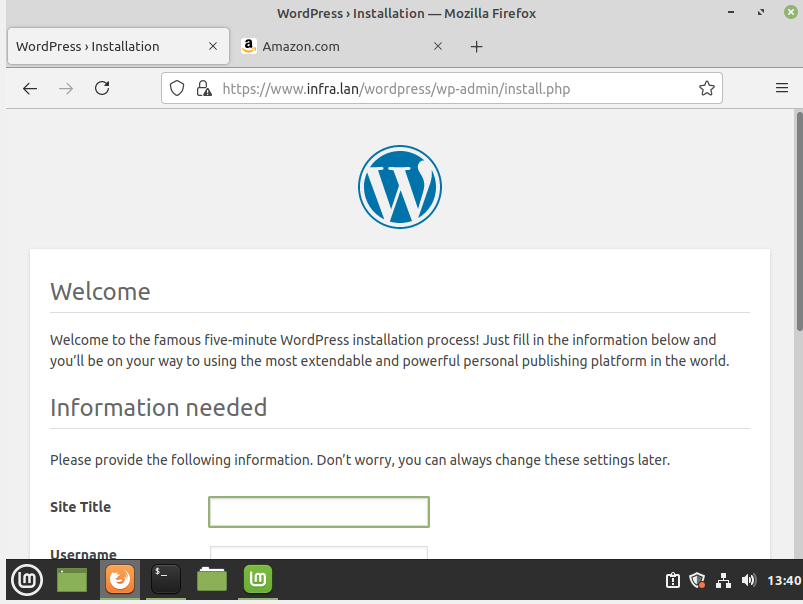 WordPress › Installation — Mozilla Firefox
WordPress › Installation
Amazon.com
https://www.infra.lan/wordpress/wp-admin/install.php
Welcome
Welcome to the famous five-minute WordPress installation process! Just fill in the information below and
you’ll be on your way to using the most extendable and powerful personal publishing platform in the world.
Information needed
Please provide the following information. Don’t worry, you can always change these settings later.
Site Title
Username
13:40